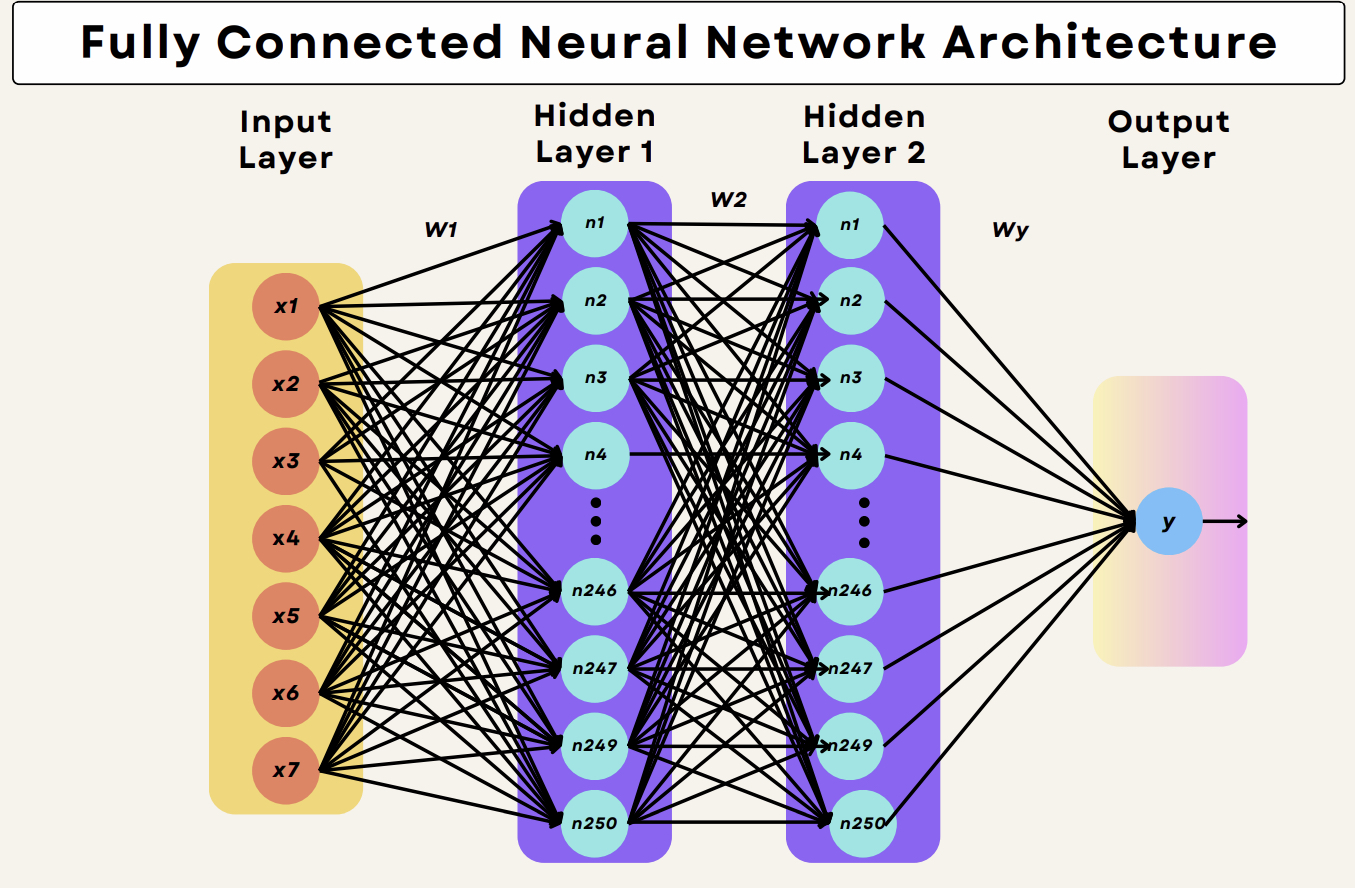 Fully Connected Neural Network Architecture
Input
Layer
Hidden
Layer 1
Hidden
Layer 2
Output
Layer
W1
W2
Wy
x1
x2
x3
x4
x5
x6
x7
n1
n2
n3
n4
n246
n247
n249
n250
n1
n2
n3
n4
n246
n247
n249
n250
y